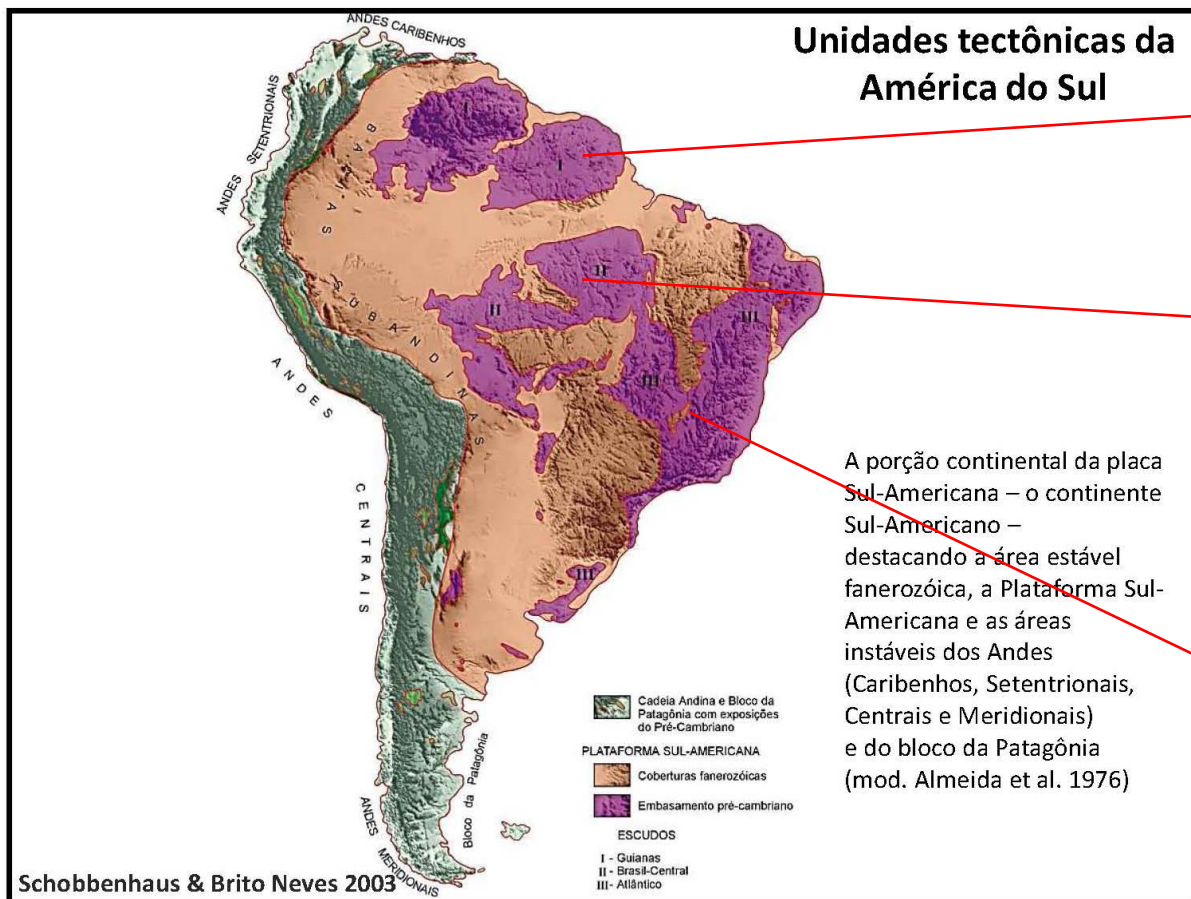 Unidades tectônicas da
América do Sul
ANDES CARIBENHOS
ANDES SETENTRIONAIS
BACIAS SUBANDINAS
ANDES
CENTRAIS
ANDES MERIDIONAIS
Bloco da Patagônia
I
I
II
II
III
III
III
A porção continental da placa
Sul-Americana – o continente
Sul-Americano –
destacando a área estável
fanerozóica, a Plataforma Sul-
Americana e as áreas
instáveis dos Andes
(Caribenhos, Setentrionais,
Centrais e Meridionais)
e do bloco da Patagônia
(mod. Almeida et al. 1976)
Cadeia Andina e Bloco da
Patagônia com exposições
do Pré-Cambriano
PLATAFORMA SUL-AMERICANA
Coberturas fanerozóicas
Embasamento pré-cambriano
ESCUDOS
I - Guianas
II - Brasil-Central
III- Atlântico
Schobbenhaus & Brito Neves 2003